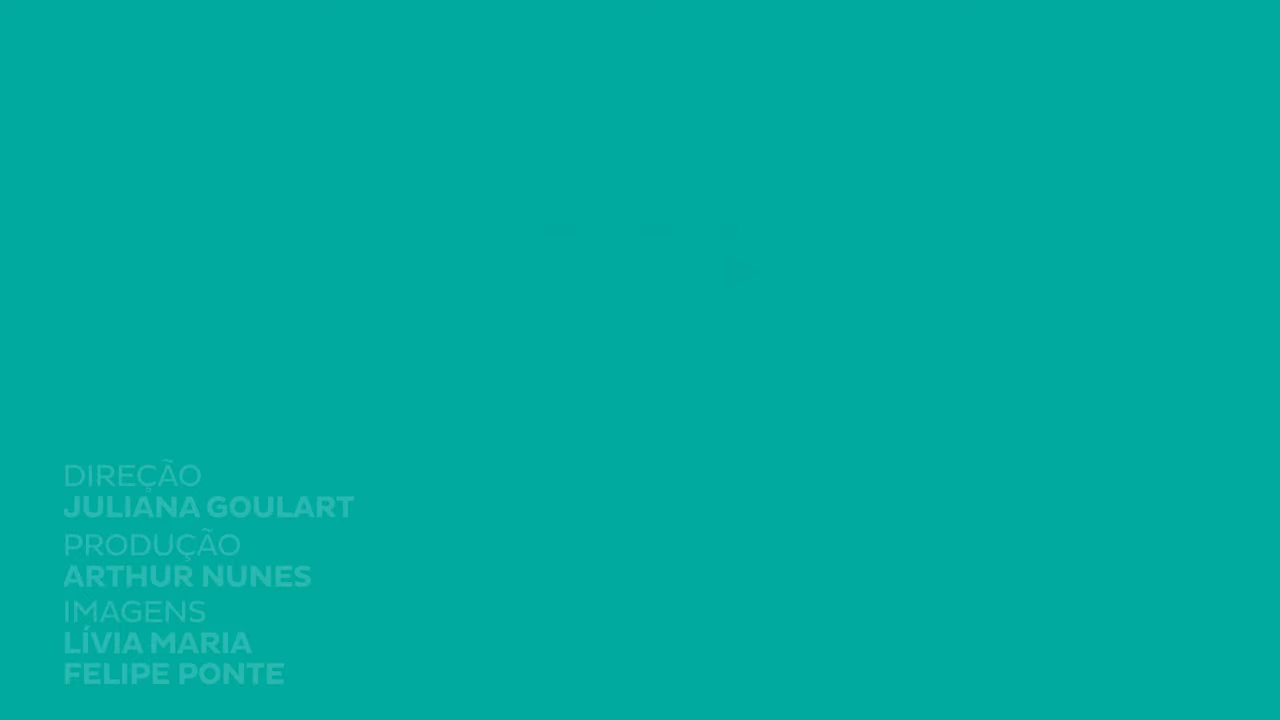 DIREÇÃO
JULIANA GOULART
PRODUÇÃO
ARTHUR NUNES
IMAGENS
LÍVIA MARIA
FELIPE PONTE